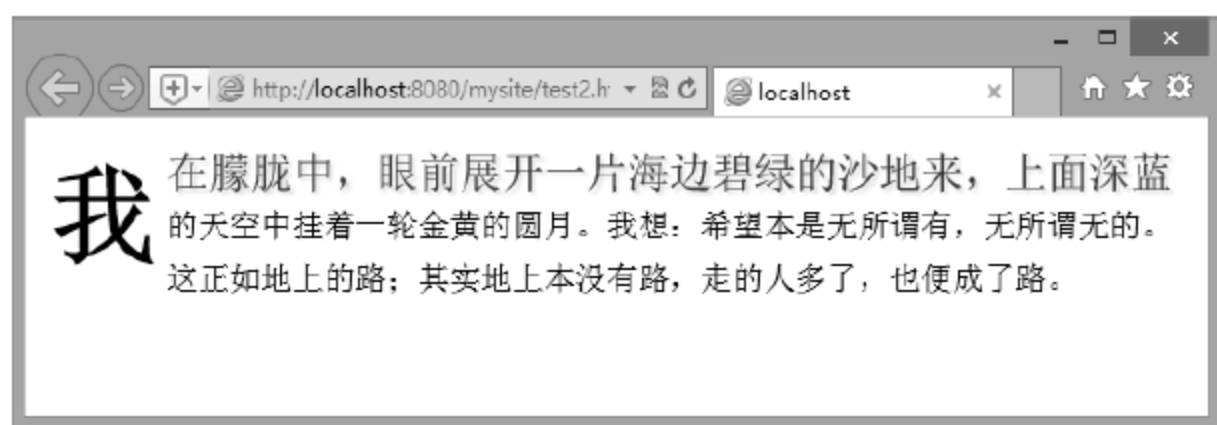 http://localhost:8080/mysite/test2.h
localhost
我在朦胧中，眼前展开一片海边碧绿的沙地来，上面深蓝
的天空中挂着一轮金黄的圆月。我想：希望本是无所谓有，无所谓无的。
这正如地上的路；其实地上本没有路，走的人多了，也便成了路。